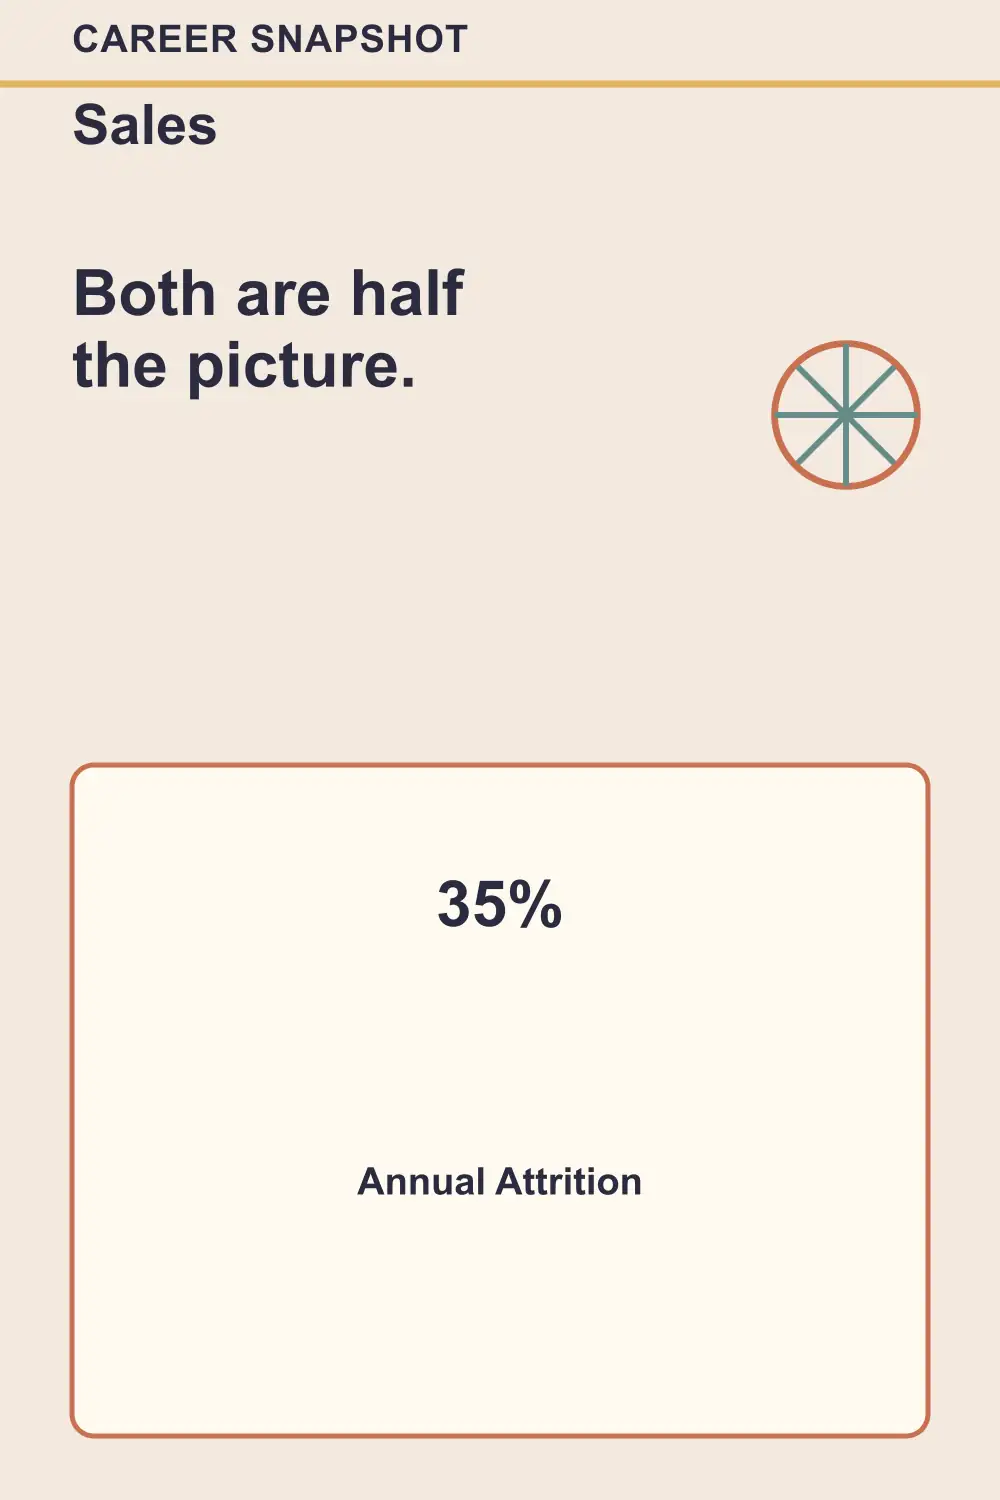 CAREER SNAPSHOT
Sales
Both are half
the picture.
35%
Annual Attrition